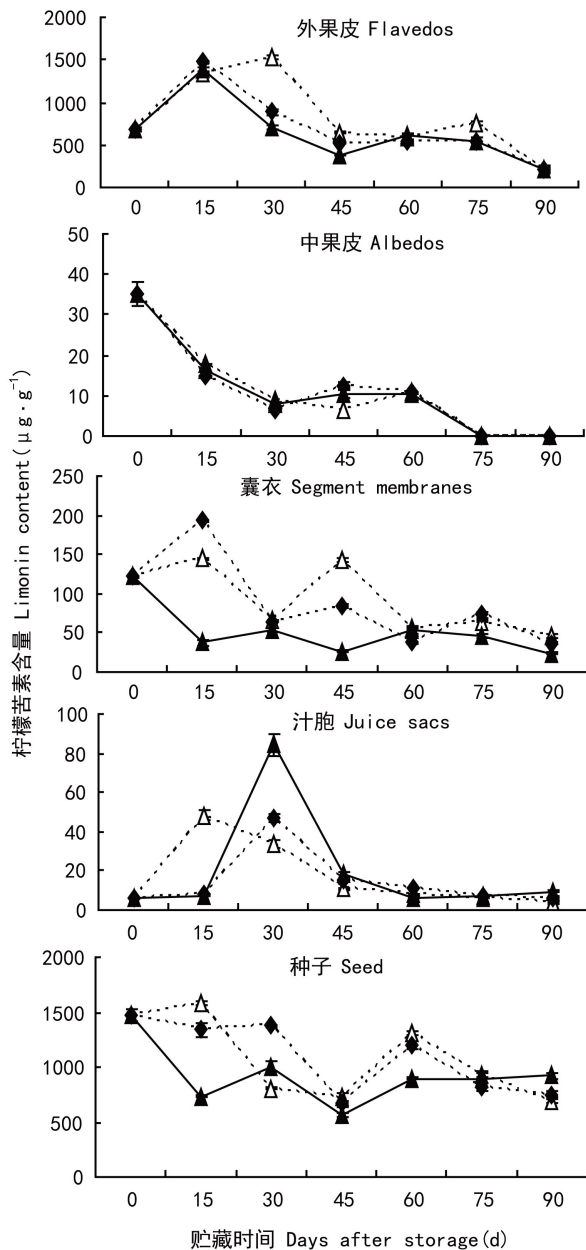 外果皮 Flavedos
2000
1500
1000
500
0
0 15 30 45 60 75 90
中果皮 Albedos
50
40
30
20
10
0
0 15 30 45 60 75 90
囊衣 Segment membranes
250
200
150
100
50
0
0 15 30 45 60 75 90
汁胞 Juice sacs
100
80
60
40
20
0
0 15 30 45 60 75 90
种子 Seed
2000
1500
1000
500
0
0 15 30 45 60 75 90
柠檬苦素含量 Limonin content(μg·g⁻¹)
贮藏时间 Days after storage(d)